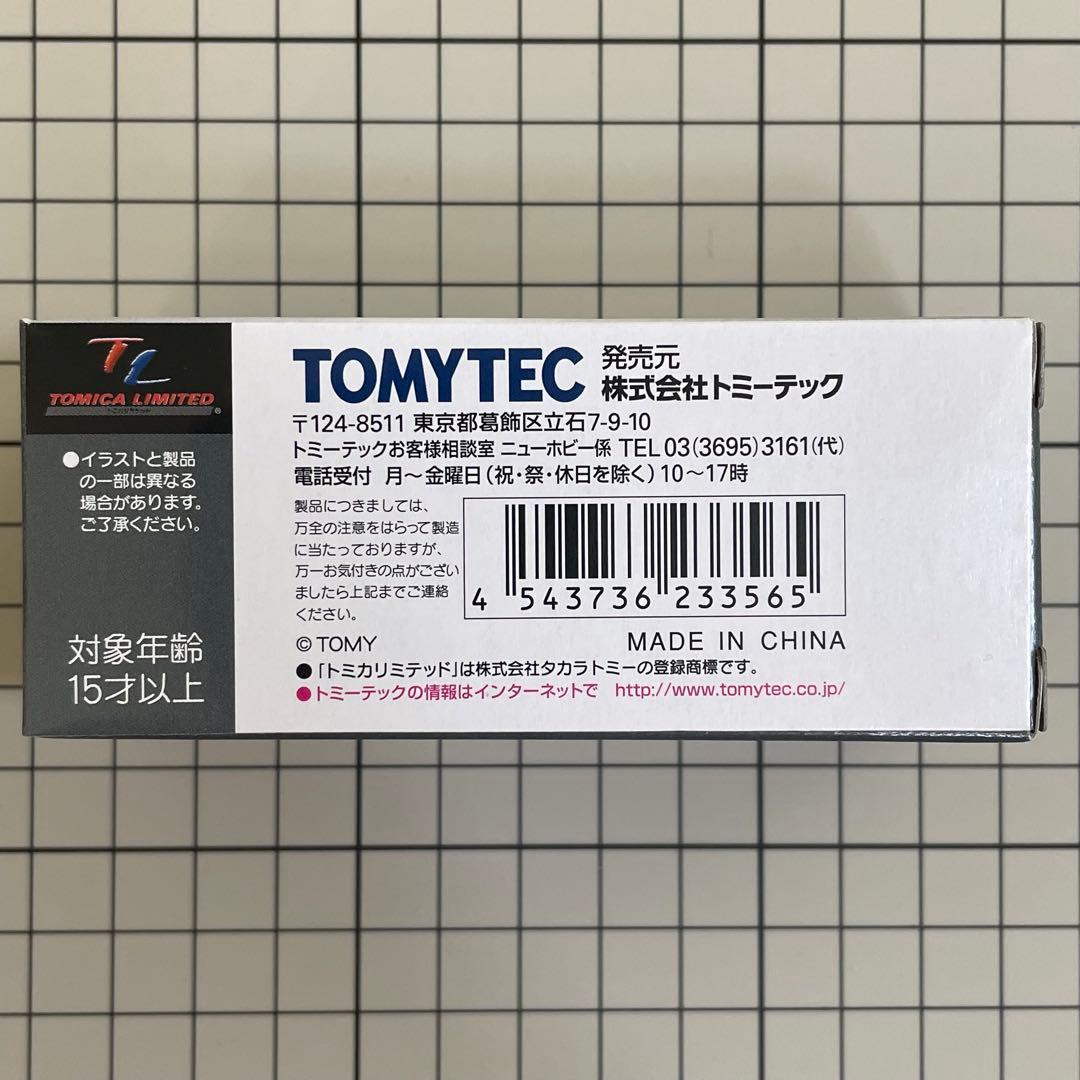 TL
TOMICA LIMITED
トミカリミテッド ®
●イラストと製品
の一部は異なる
場合があります。
ご了承ください。
対象年齢
15才以上
TOMYTEC 発売元
株式会社トミーテック
〒124-8511 東京都葛飾区立石7-9-10
トミーテックお客様相談室 ニューホビー係 TEL 03(3695)3161(代)
電話受付 月〜金曜日(祝・祭・休日を除く)10〜17時
製品につきましては、
万全の注意をはらって製造
に当たっておりますが、
万一お気付きの点がござい
ましたら上記までご連絡
ください。
4 543736 233565
© TOMY MADE IN CHINA
●「トミカリミテッド」は株式会社タカラトミーの登録商標です。
●トミーテックの情報はインターネットで http://www.tomytec.co.jp/